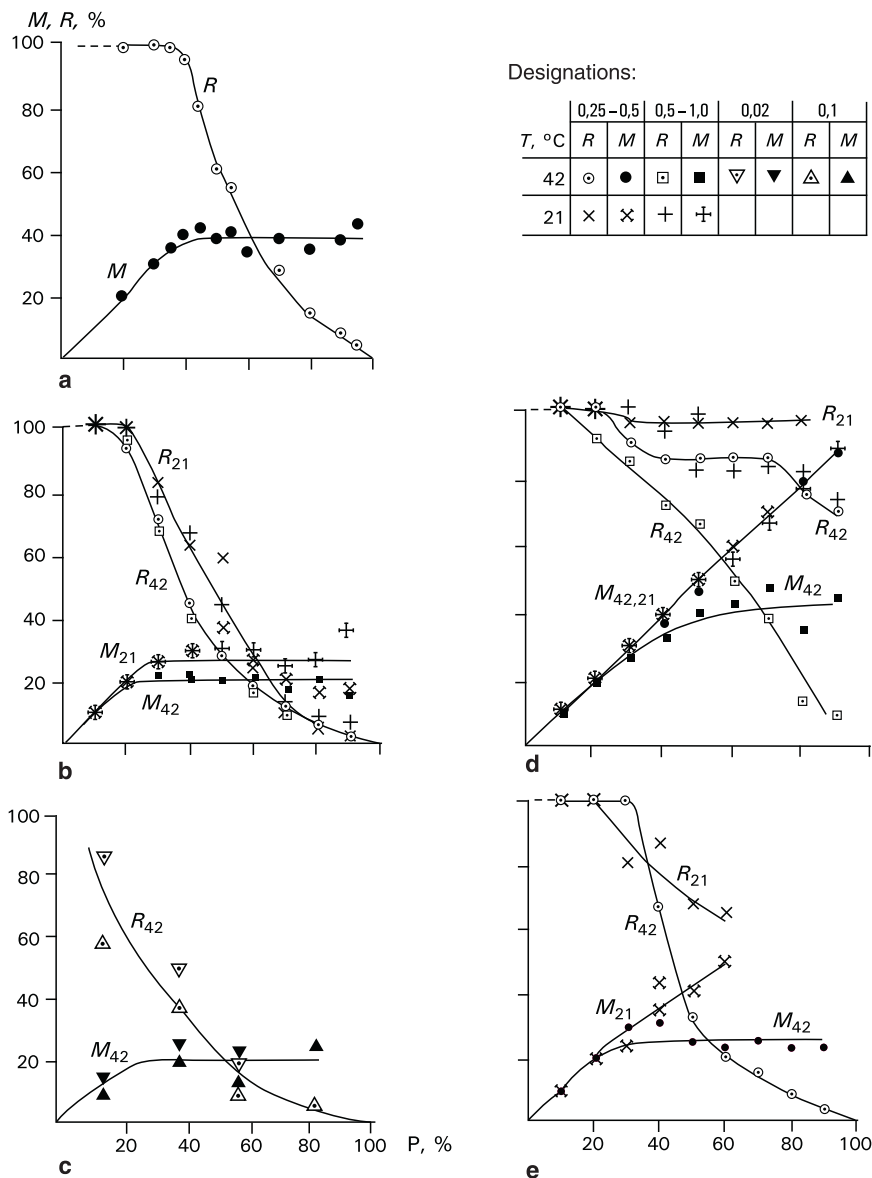 M, R, %
100
80
60
40
20
R
M
a
Designations:
0,25–0,5 0,5–1,0 0,02 0,1
T, °C R M R M R M R M
42
21
100
80
60
40
20
R21
R42
M21
M42
b
R21
R42
R42
M42,21
M42
d
100
80
60
40
20
R42
M42
20 40 60 80 100 P, %
c
R21
R42
M21
M42
20 40 60 80 100
e